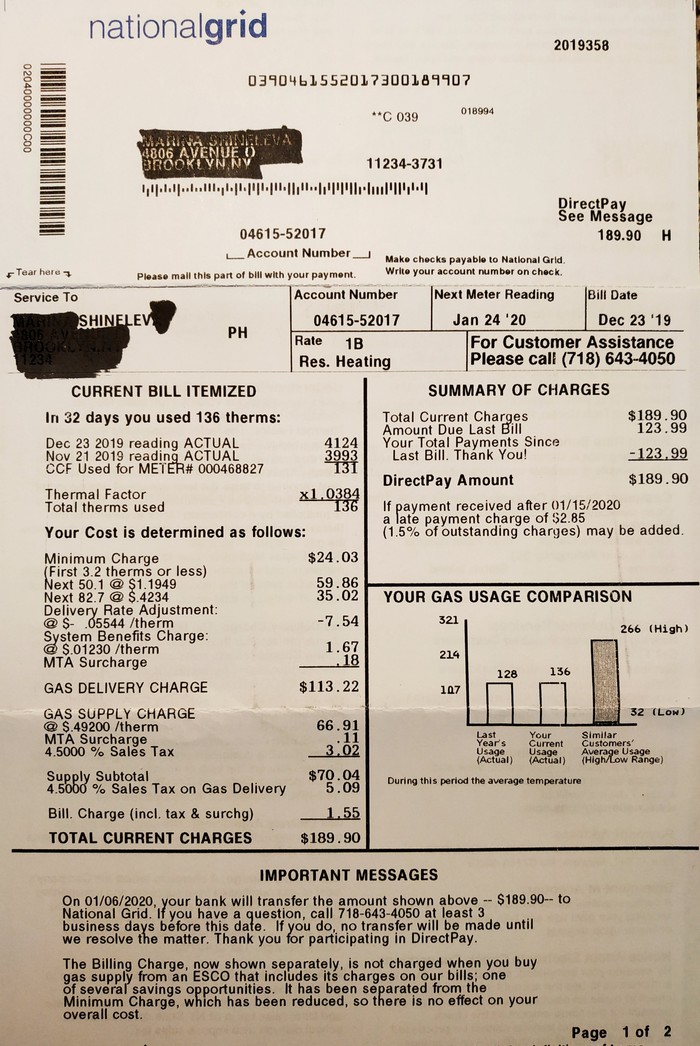 nationalgrid
2019358
02040000000C00
039046155201730018990​7
**C 039 018994
11234-3731
DirectPay
See Message
189.90 H
04615-52017
Account Number
Make checks payable to National Grid.
Write your account number on check.
Tear here
Please mail this part of bill with your payment.
Service To
PH
Account Number
04615-52017
Next Meter Reading
Jan 24 '20
Bill Date
Dec 23 '19
Rate 1B
Res. Heating
For Customer Assistance
Please call (718) 643-4050
CURRENT BILL ITEMIZED
In 32 days you used 136 therms:
Dec 23 2019 reading ACTUAL 4124
Nov 21 2019 reading ACTUAL 3993
CCF Used for METER# 000468827 131
Thermal Factor x1.0384
Total therms used 136
Your Cost is determined as follows:
Minimum Charge $24.03
(First 3.2 therms or less)
Next 50.1 @ $1.1949 59.86
Next 82.7 @ $.4234 35.02
Delivery Rate Adjustment:
@ $- .05544 /therm -7.54
System Benefits Charge:
@ $.01230 /therm 1.67
MTA Surcharge .18
GAS DELIVERY CHARGE $113.22
GAS SUPPLY CHARGE
@ $.49200 /therm 66.91
MTA Surcharge .11
4.5000 % Sales Tax 3.02
Supply Subtotal $70.04
4.5000 % Sales Tax on Gas Delivery 5.09
Bill. Charge (incl. tax & surchg) 1.55
TOTAL CURRENT CHARGES $189.90
SUMMARY OF CHARGES
Total Current Charges $189.90
Amount Due Last Bill 123.99
Your Total Payments Since
Last Bill. Thank You! -123.99
DirectPay Amount $189.90
If payment received after 01/15/2020
a late payment charge of $2.85
(1.5% of outstanding charges) may be added.
YOUR GAS USAGE COMPARISON
321
214
107
128
136
266 (High)
32 (Low)
Last
Year's
Usage
(Actual)
Your
Current
Usage
(Actual)
Similar
Customers'
Average Usage
(High/Low Range)
During this period the average temperature
IMPORTANT MESSAGES
On 01/06/2020, your bank will transfer the amount shown above -- $189.90-- to
National Grid. If you have a question, call 718-643-4050 at least 3
business days before this date. If you do, no transfer will be made until
we resolve the matter. Thank you for participating in DirectPay.
The Billing Charge, now shown separately, is not charged when you buy
gas supply from an ESCO that includes its charges on our bills; one
of several savings opportunities. It has been separated from the
Minimum Charge, which has been reduced, so there is no effect on your
overall cost.
Page 1 of 2